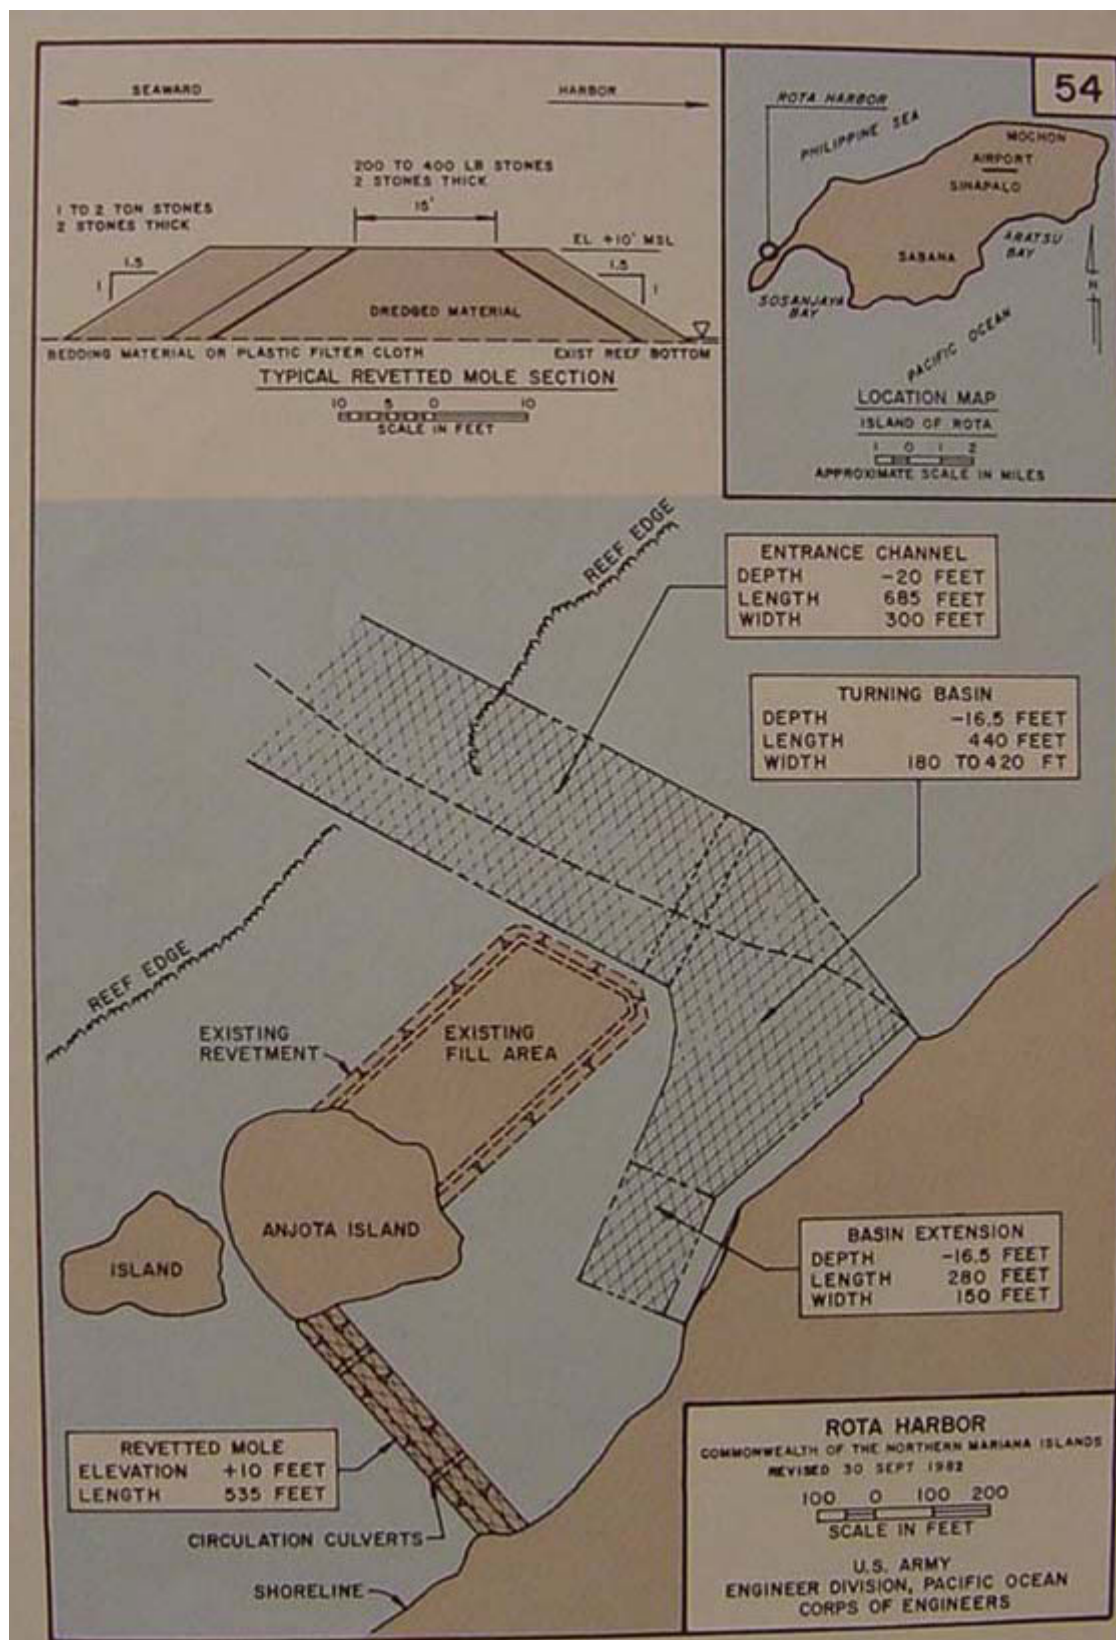 54
SEAWARD
HARBOR
200 TO 400 LB STONES
2 STONES THICK
15'
1 TO 2 TON STONES
2 STONES THICK
EL +10' MSL
1.5
1
1.5
1
DREDGED MATERIAL
BEDDING MATERIAL OR PLASTIC FILTER CLOTH
EXIST REEF BOTTOM
TYPICAL REVETTED MOLE SECTION
10 5 0 10
SCALE IN FEET
ROTA HARBOR
PHILIPPINE SEA
MOCHON
AIRPORT
SINAPALO
ARATSU
BAY
SABANA
N
SOSANJAYA
BAY
PACIFIC OCEAN
LOCATION MAP
ISLAND OF ROTA
1 0 1 2
APPROXIMATE SCALE IN MILES
REEF EDGE
ENTRANCE CHANNEL
DEPTH -20 FEET
LENGTH 685 FEET
WIDTH 300 FEET
TURNING BASIN
DEPTH -16.5 FEET
LENGTH 440 FEET
WIDTH 180 TO 420 FT
REEF EDGE
EXISTING
REVETMENT
EXISTING
FILL AREA
ANJOTA ISLAND
ISLAND
BASIN EXTENSION
DEPTH -16.5 FEET
LENGTH 280 FEET
WIDTH 150 FEET
REVETTED MOLE
ELEVATION +10 FEET
LENGTH 535 FEET
CIRCULATION CULVERTS
SHORELINE
ROTA HARBOR
COMMONWEALTH OF THE NORTHERN MARIANA ISLANDS
REVISED 30 SEPT 1982
100 0 100 200
SCALE IN FEET
U.S. ARMY
ENGINEER DIVISION, PACIFIC OCEAN
CORPS OF ENGINEERS